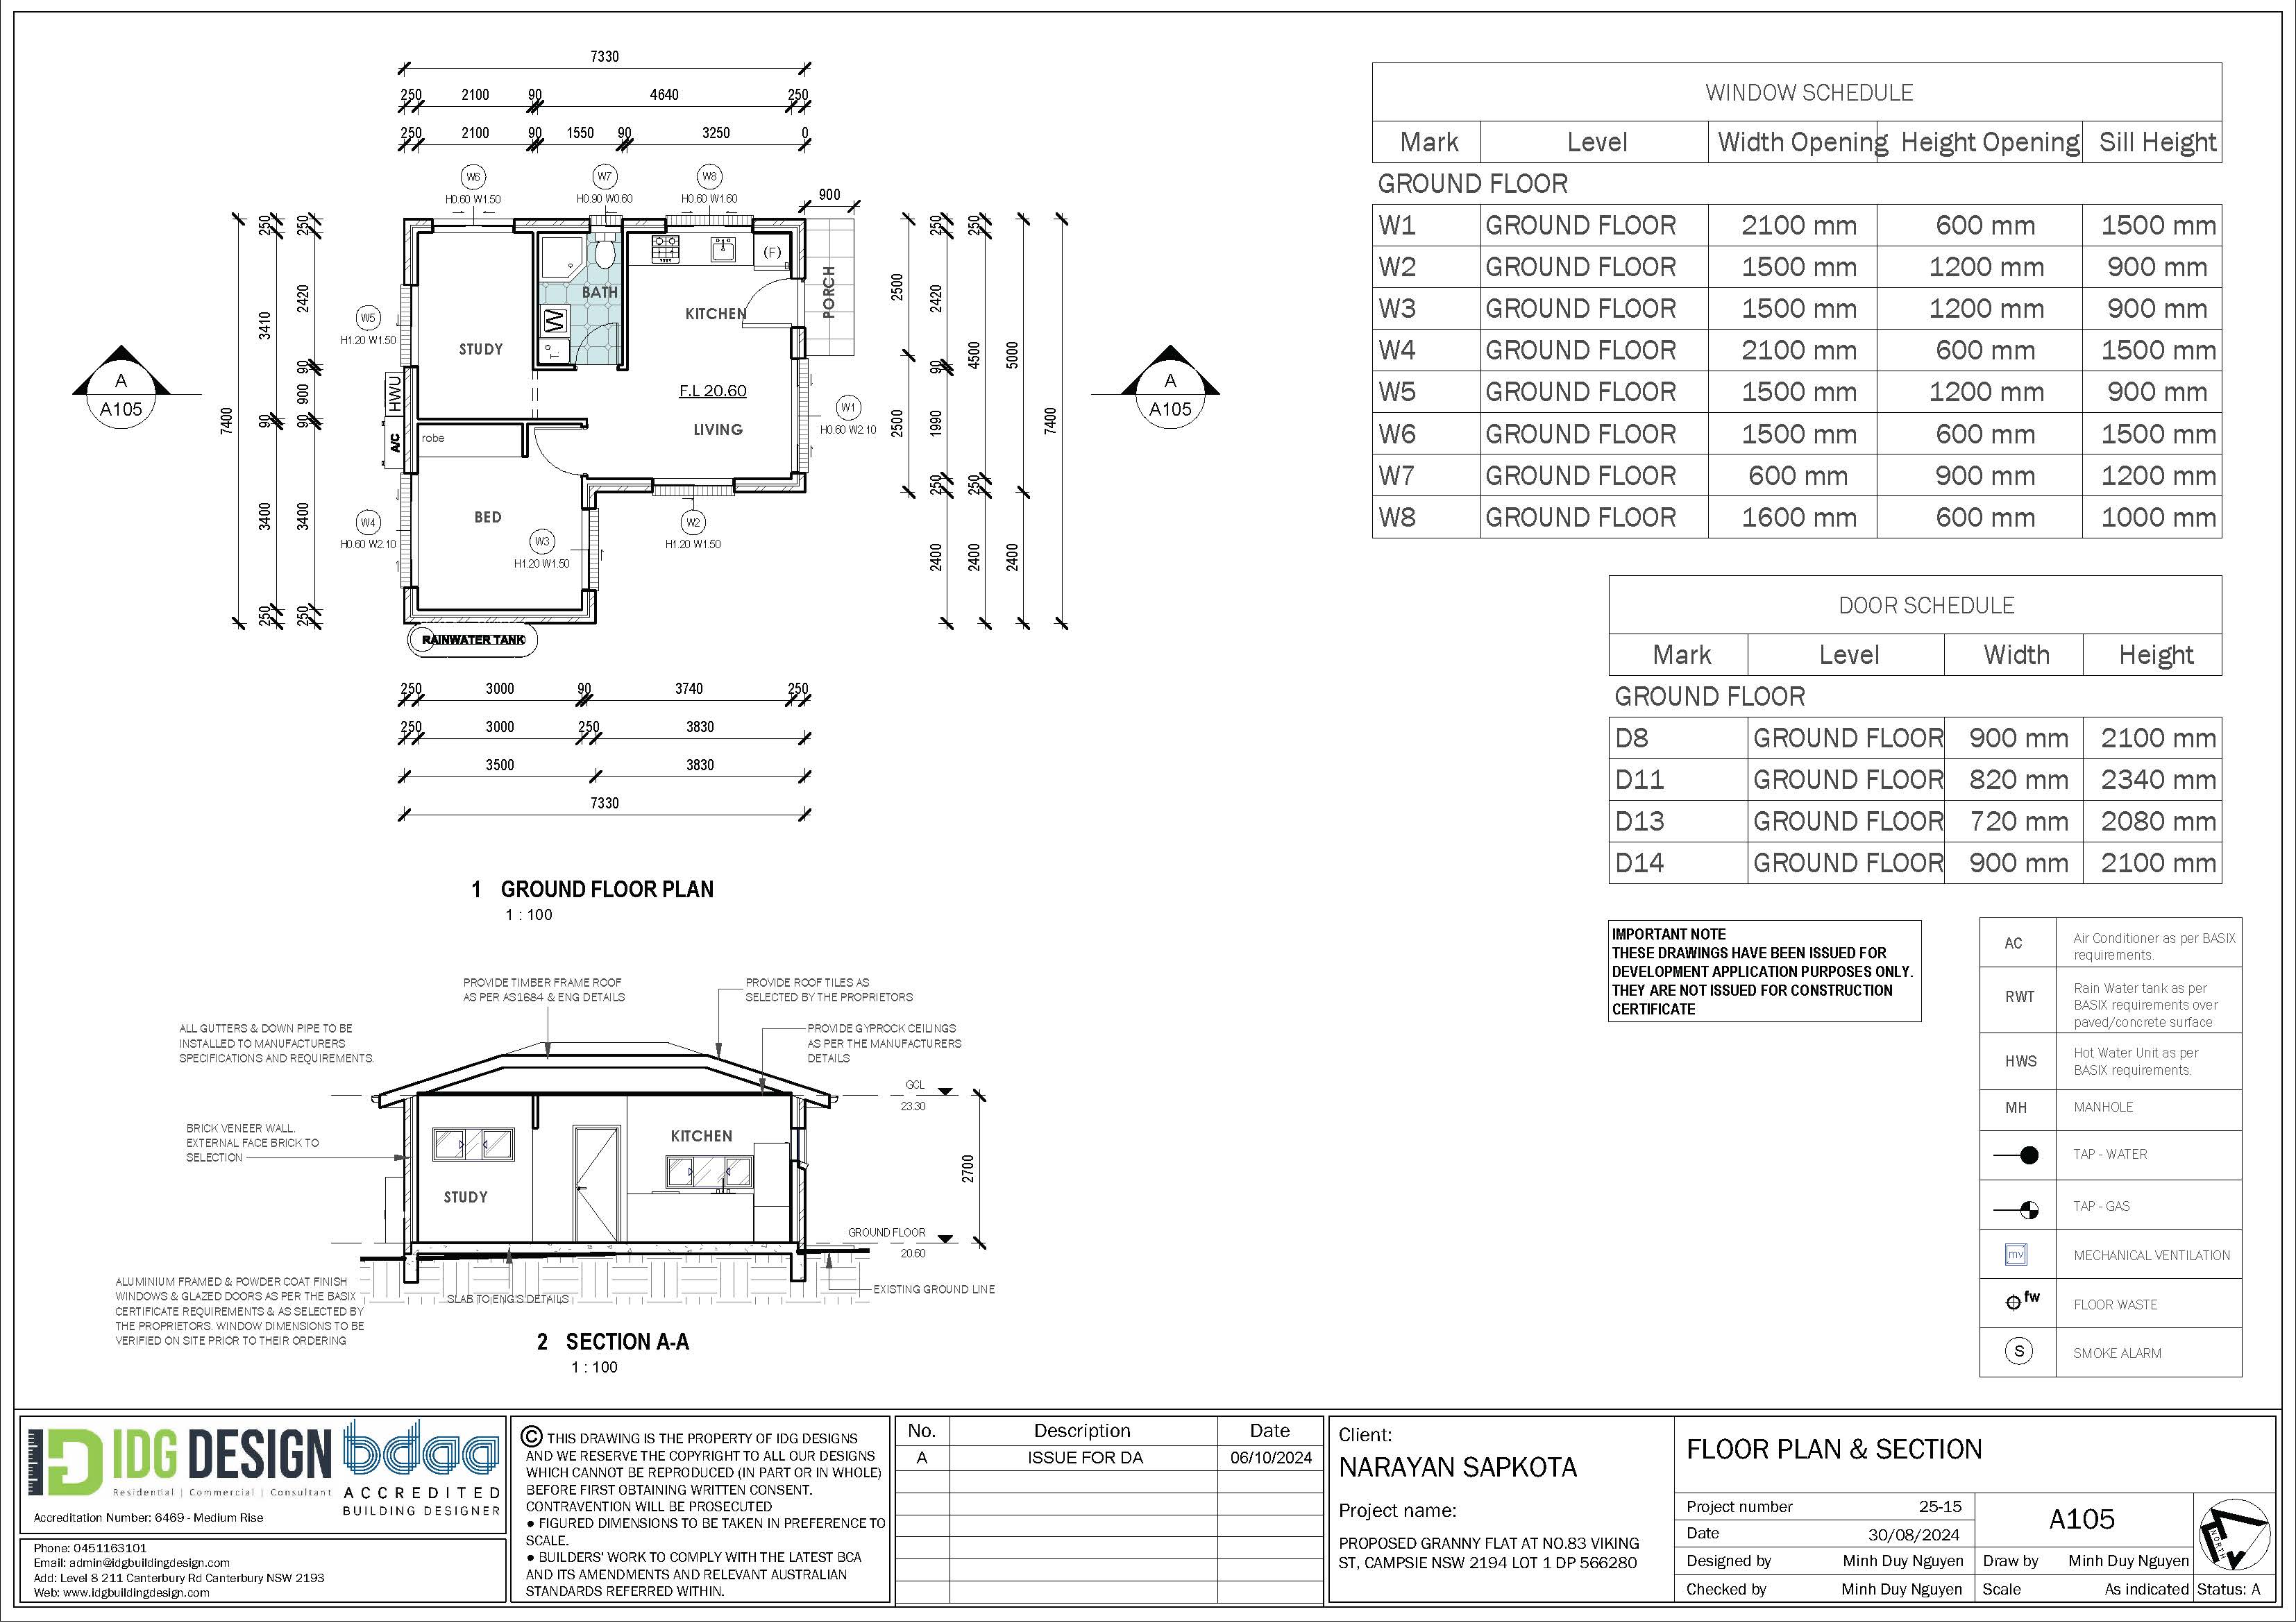 7330
250 2100 90 4640 250
250 2100 90 1550 90 3250 0
W6
H0.60 W1.50
W7
H0.90 W0.60
W8
H0.60 W1.60
900
250 3410 90 3400 250
250 2420 90 900 90 3400 250
7400
W5
H1.20 W1.50
W4
H0.60 W2.10
HWU
A/C
STUDY
BATH
W
T.
KITCHEN
(F)
PORCH
F.L 20.60
LIVING
robe
BED
W3
H1.20 W1.50
W2
H1.20 W1.50
W1
H0.60 W2.10
RAINWATER TANK
A
A105
A
A105
2500 2500
250 2420 90 1990 250 2400
250 4500 250 2400
5000 2400
7400
250 3000 90 3740 250
250 3000 250 3830
3500 3830
7330
1 GROUND FLOOR PLAN
1 : 100
PROVIDE TIMBER FRAME ROOF
AS PER AS1684 & ENG DETAILS
PROVIDE ROOF TILES AS
SELECTED BY THE PROPRIETORS
ALL GUTTERS & DOWN PIPE TO BE
INSTALLED TO MANUFACTURERS
SPECIFICATIONS AND REQUIREMENTS.
PROVIDE GYPROCK CEILINGS
AS PER THE MANUFACTURERS
DETAILS
BRICK VENEER WALL.
EXTERNAL FACE BRICK TO
SELECTION
GCL
23.30
KITCHEN
STUDY
2700
GROUND FLOOR
20.60
ALUMINIUM FRAMED & POWDER COAT FINISH
WINDOWS & GLAZED DOORS AS PER THE BASIX
CERTIFICATE REQUIREMENTS & AS SELECTED BY
THE PROPRIETORS. WINDOW DIMENSIONS TO BE
VERIFIED ON SITE PRIOR TO THEIR ORDERING
SLAB TO ENG'S DETAILS
EXISTING GROUND LINE
2 SECTION A-A
1 : 100
WINDOW SCHEDULE
Mark Level Width Opening Height Opening Sill Height
GROUND FLOOR
W1 GROUND FLOOR 2100 mm 600 mm 1500 mm
W2 GROUND FLOOR 1500 mm 1200 mm 900 mm
W3 GROUND FLOOR 1500 mm 1200 mm 900 mm
W4 GROUND FLOOR 2100 mm 600 mm 1500 mm
W5 GROUND FLOOR 1500 mm 1200 mm 900 mm
W6 GROUND FLOOR 1500 mm 600 mm 1500 mm
W7 GROUND FLOOR 600 mm 900 mm 1200 mm
W8 GROUND FLOOR 1600 mm 600 mm 1000 mm
DOOR SCHEDULE
Mark Level Width Height
GROUND FLOOR
D8 GROUND FLOOR 900 mm 2100 mm
D11 GROUND FLOOR 820 mm 2340 mm
D13 GROUND FLOOR 720 mm 2080 mm
D14 GROUND FLOOR 900 mm 2100 mm
IMPORTANT NOTE
THESE DRAWINGS HAVE BEEN ISSUED FOR
DEVELOPMENT APPLICATION PURPOSES ONLY.
THEY ARE NOT ISSUED FOR CONSTRUCTION
CERTIFICATE
AC Air Conditioner as per BASIX
requirements.
RWT Rain Water tank as per
BASIX requirements over
paved/concrete surface
HWS Hot Water Unit as per
BASIX requirements.
MH MANHOLE
TAP - WATER
TAP - GAS
mv MECHANICAL VENTILATION
fw FLOOR WASTE
S SMOKE ALARM
IDG DESIGN
Residential | Commercial | Consultant
bdaa
ACCREDITED
BUILDING DESIGNER
Accreditation Number: 6469 - Medium Rise
Phone: 0451163101
Email: admin@idgbuildingdesign.com
Add: Level 8 211 Canterbury Rd Canterbury NSW 2193
Web: www.idgbuildingdesign.com
© THIS DRAWING IS THE PROPERTY OF IDG DESIGNS
AND WE RESERVE THE COPYRIGHT TO ALL OUR DESIGNS
WHICH CANNOT BE REPRODUCED (IN PART OR IN WHOLE)
BEFORE FIRST OBTAINING WRITTEN CONSENT.
CONTRAVENTION WILL BE PROSECUTED
● FIGURED DIMENSIONS TO BE TAKEN IN PREFERENCE TO
SCALE.
● BUILDERS' WORK TO COMPLY WITH THE LATEST BCA
AND ITS AMENDMENTS AND RELEVANT AUSTRALIAN
STANDARDS REFERRED WITHIN.
No. Description Date
A ISSUE FOR DA 06/10/2024
Client:
NARAYAN SAPKOTA
Project name:
PROPOSED GRANNY FLAT AT NO.83 VIKING
ST, CAMPSIE NSW 2194 LOT 1 DP 566280
FLOOR PLAN & SECTION
Project number 25-15
Date 30/08/2024
A105
Designed by Minh Duy Nguyen Draw by Minh Duy Nguyen
Checked by Minh Duy Nguyen Scale As indicated Status: A
NORTH